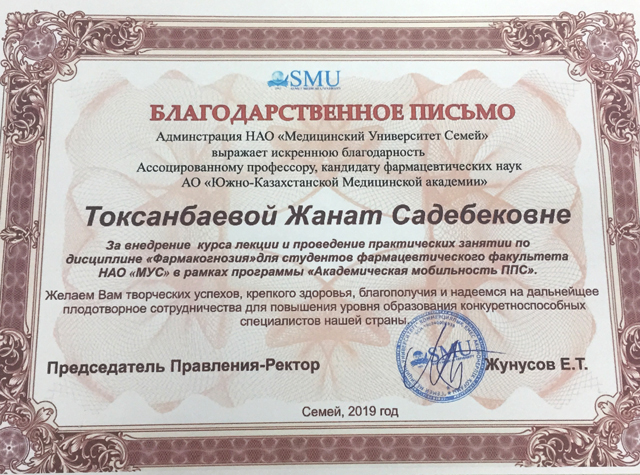 SMU
БЛАГОДАРСТВЕННОЕ ПИСЬМО
Администрация НАО «Медицинский Университет Семей»
выражает искреннюю благодарность
Ассоциированному профессору, кандидату фармацевтических наук
АО «Южно-Казахстанской Медицинской академии»
Токсанбаевой Жанат Садебековне
За внедрение курса лекции и проведение практических занятии по
дисциплине «Фармакогнозия»для студентов фармацевтического факультета
НАО «МУС» в рамках программы «Академическая мобильность ППС».
Желаем Вам творческих успехов, крепкого здоровья, благополучия и надеемся на дальнейшее
плодотворное сотрудничества для повышения уровня образования конкуретноспособных
специалистов нашей страны.
SMU
Председатель Правления-Ректор
Жунусов Е.Т.
Семей, 2019 год